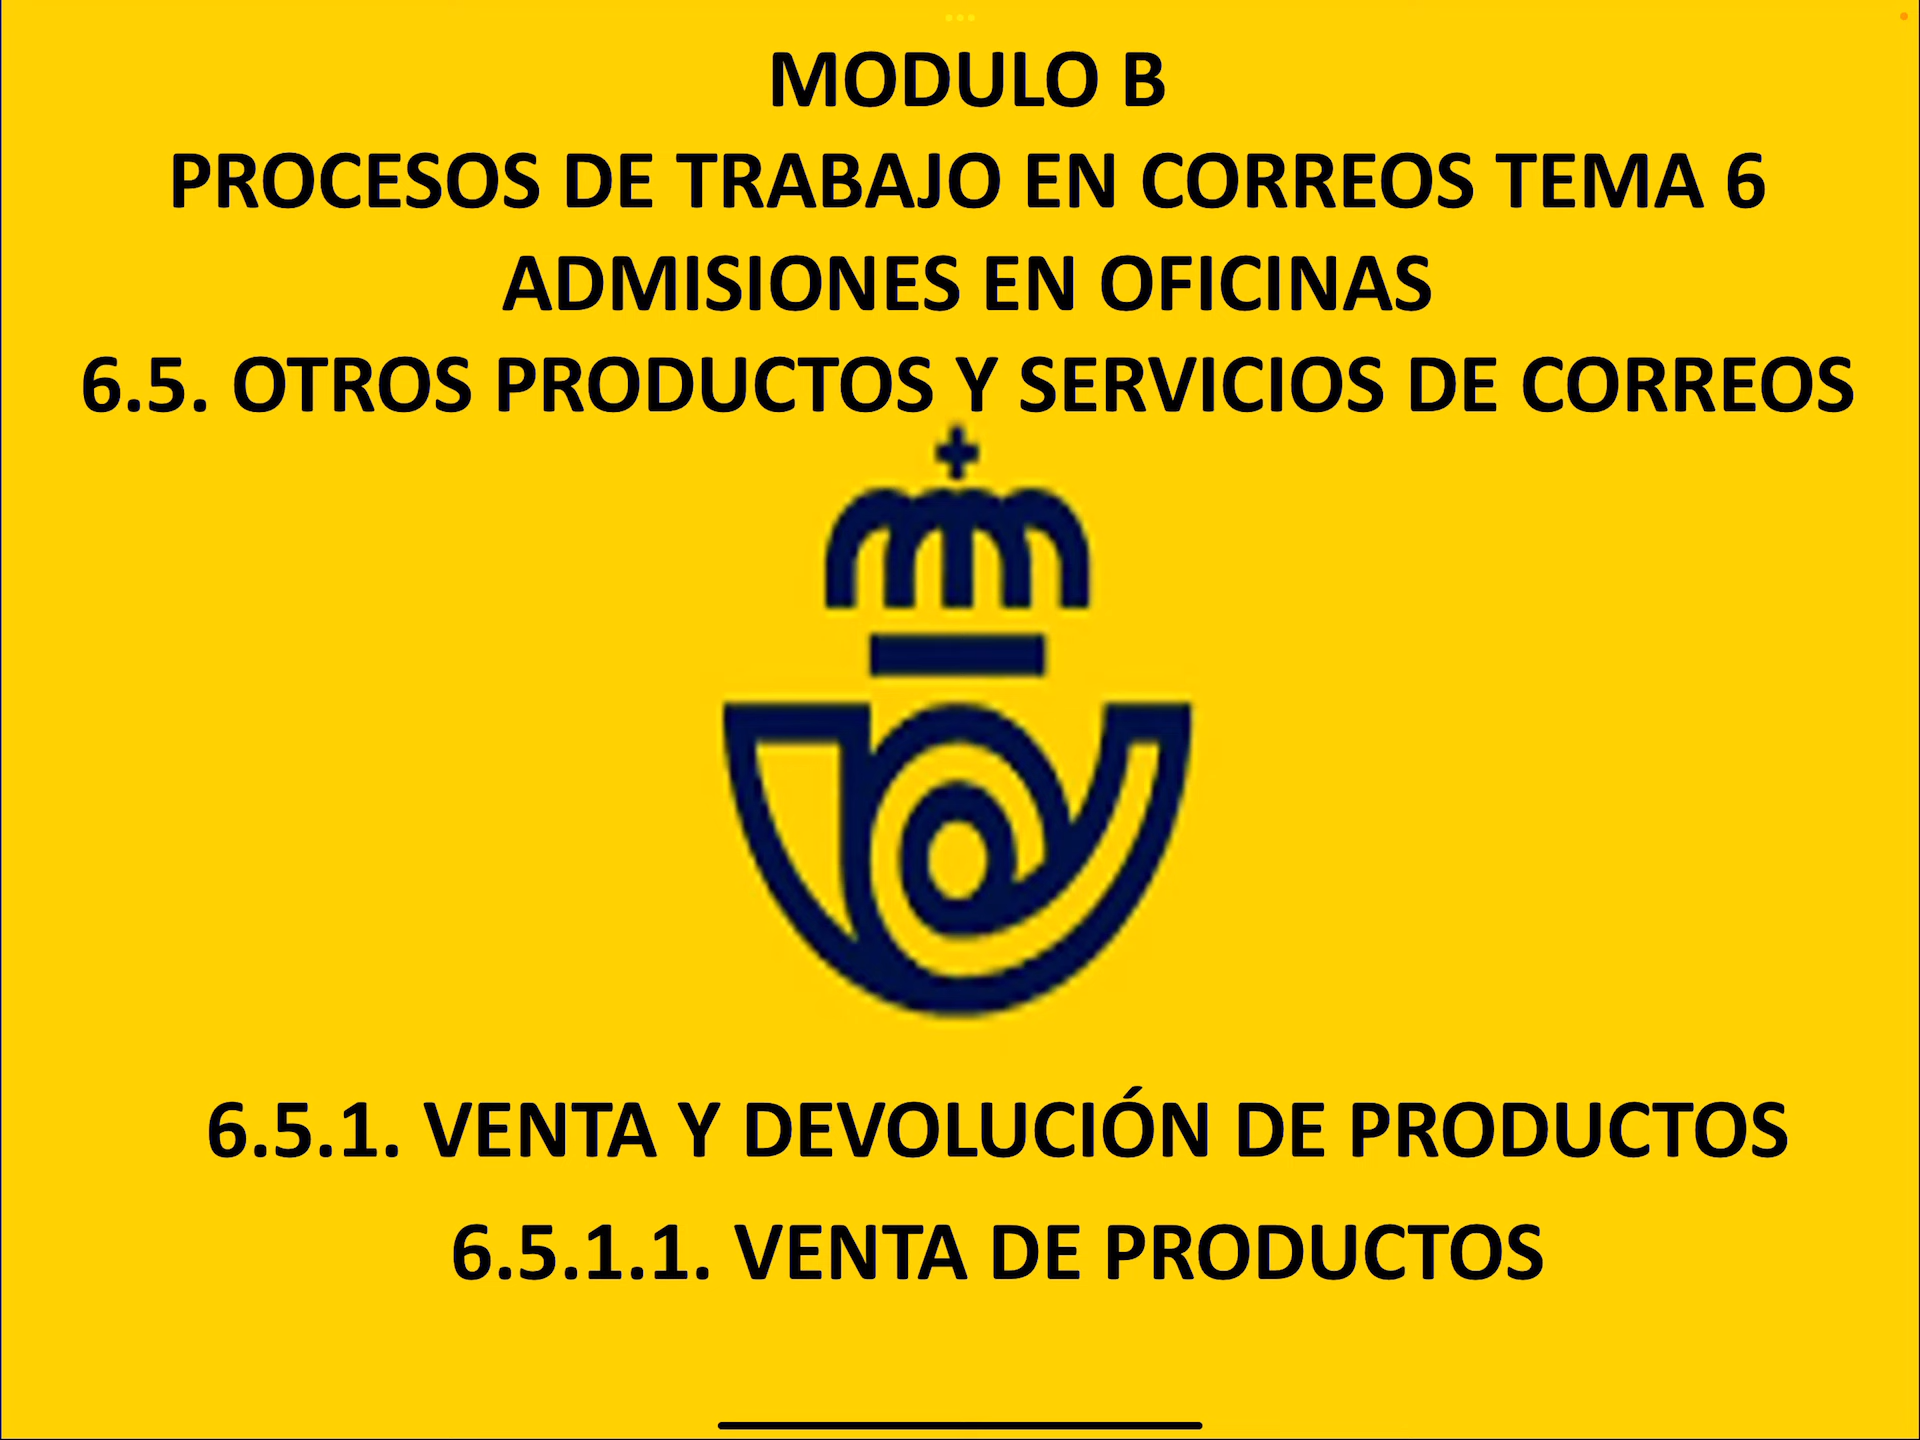 MODULO B
PROCESOS DE TRABAJO EN CORREOS TEMA 6
ADMISIONES EN OFICINAS
6.5. OTROS PRODUCTOS Y SERVICIOS DE CORREOS
6.5.1. VENTA Y DEVOLUCIÓN DE PRODUCTOS
6.5.1.1. VENTA DE PRODUCTOS